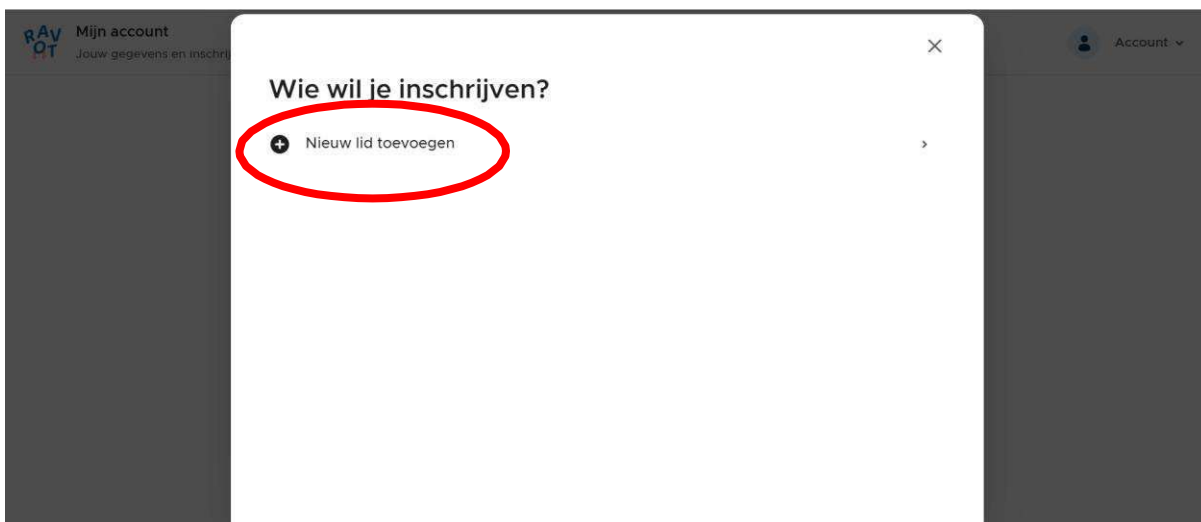 RAV
OT
Mijn account
Jouw gegevens en inschrij
Account
Wie wil je inschrijven?
Nieuw lid toevoegen